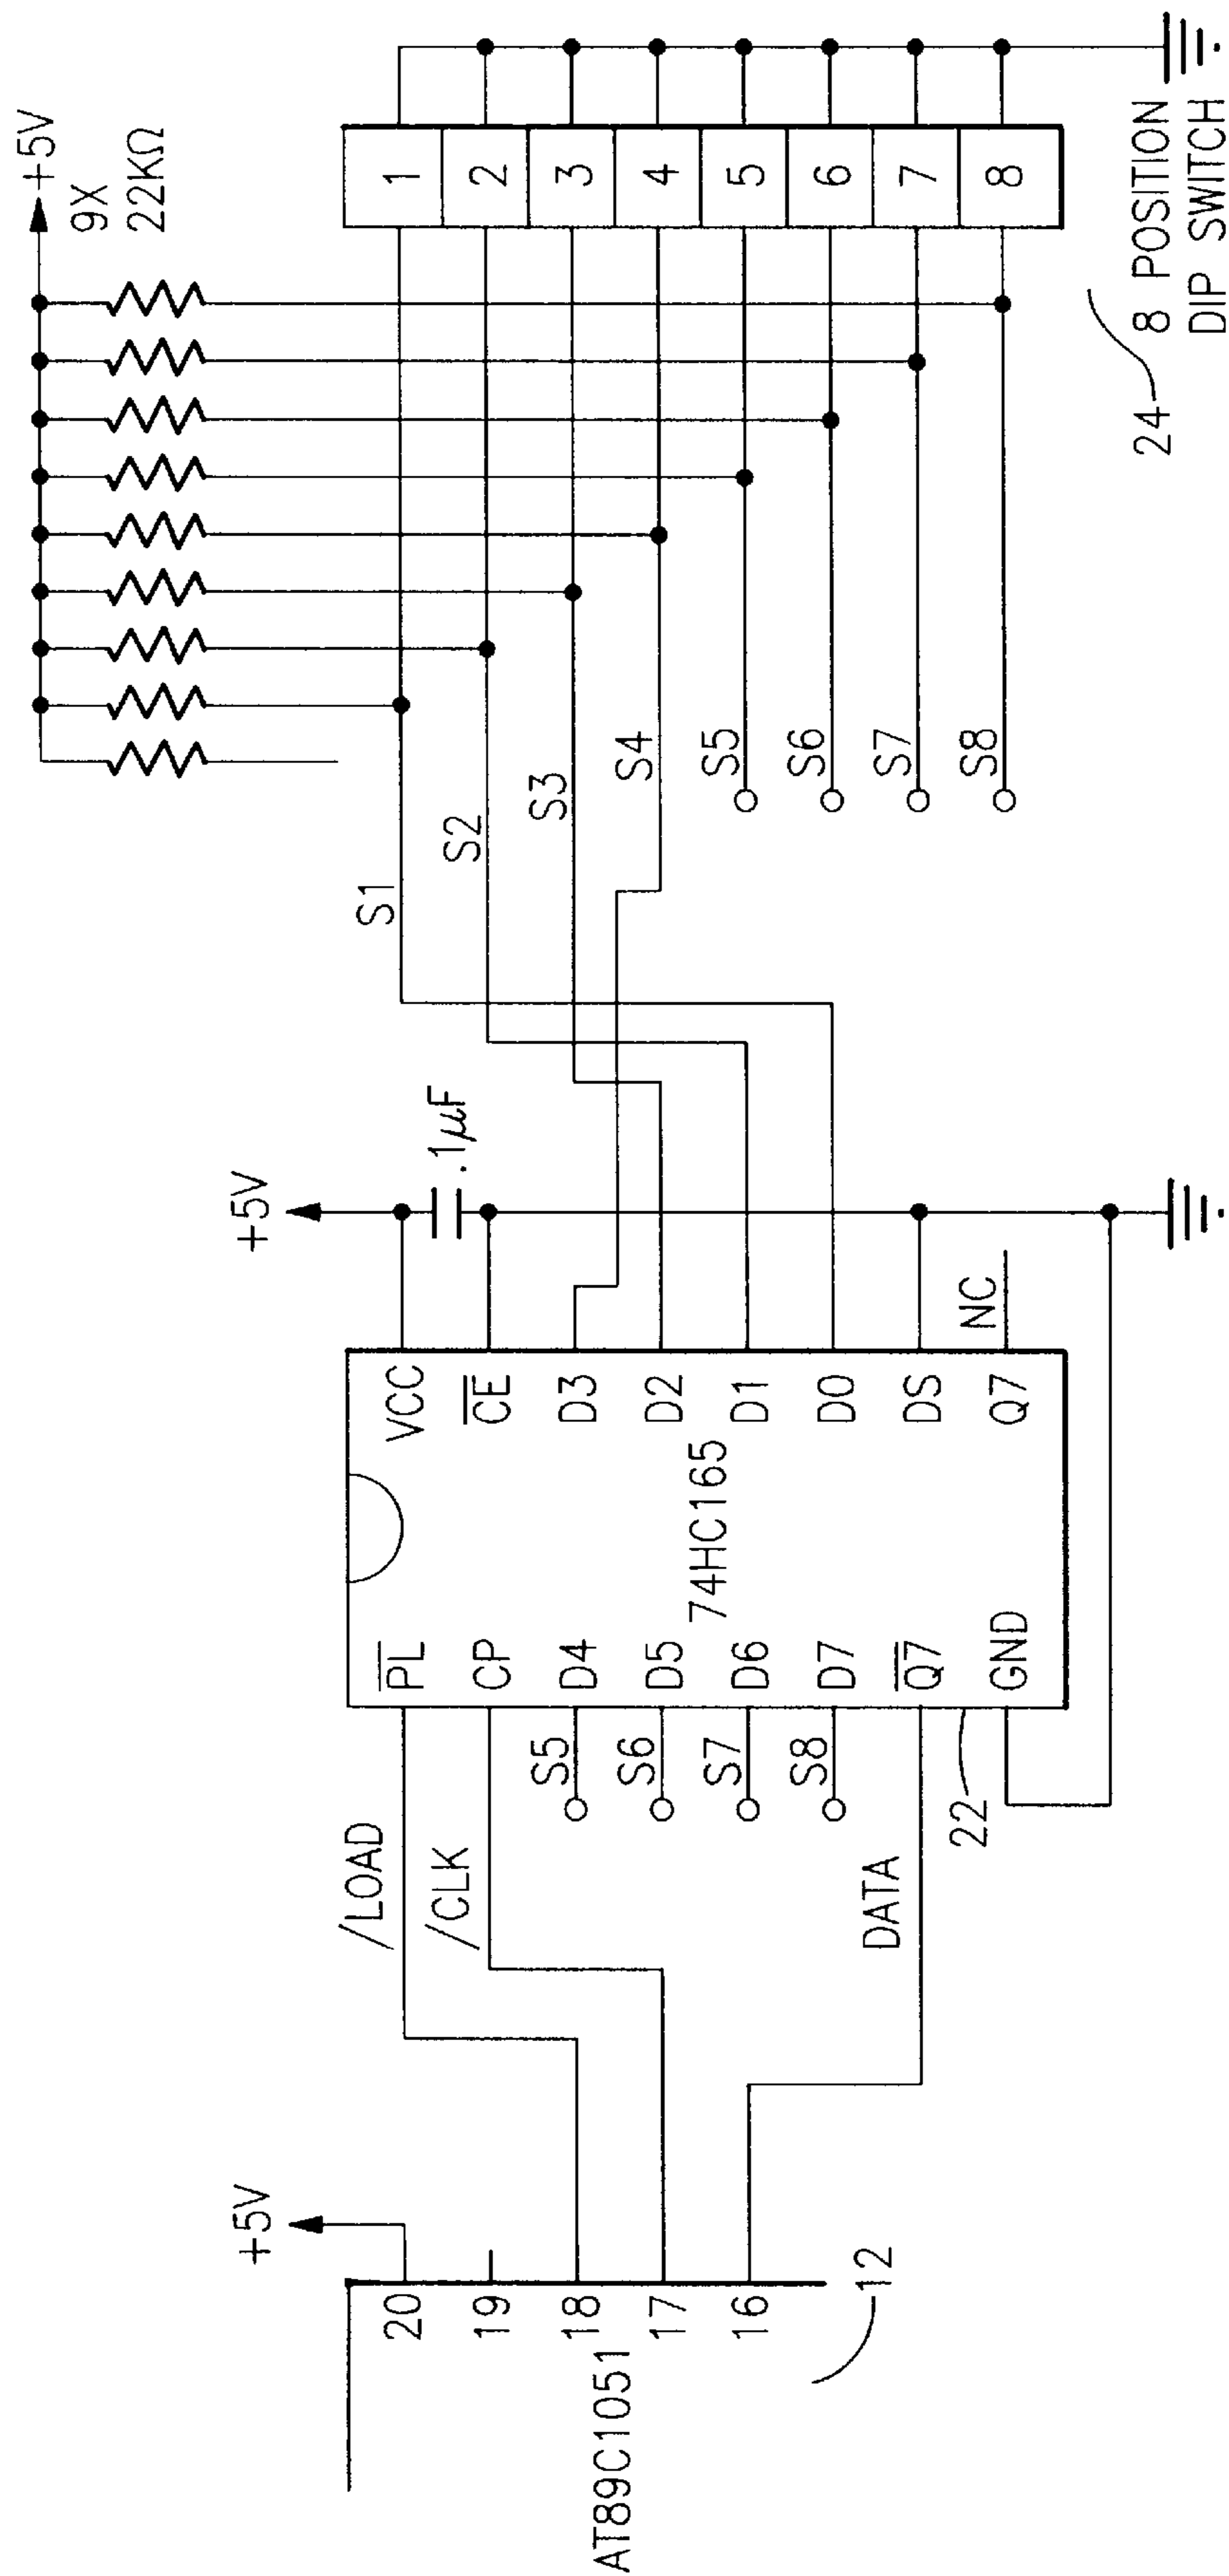 +5V
9X
22KΩ
1
2
3
4
5
6
7
8
24
8 POSITION
DIP SWITCH
S1
S2
S3
S4
S5
S6
S7
S8
+5V
.1μF
VCC
CE
D3
D2
D1
D0
DS
Q7
NC
74HC165
PL
CP
D4
D5
D6
D7
Q7
GND
S5
S6
S7
S8
22
/LOAD
/CLK
DATA
+5V
20
19
18
17
16
AT89C1051
12